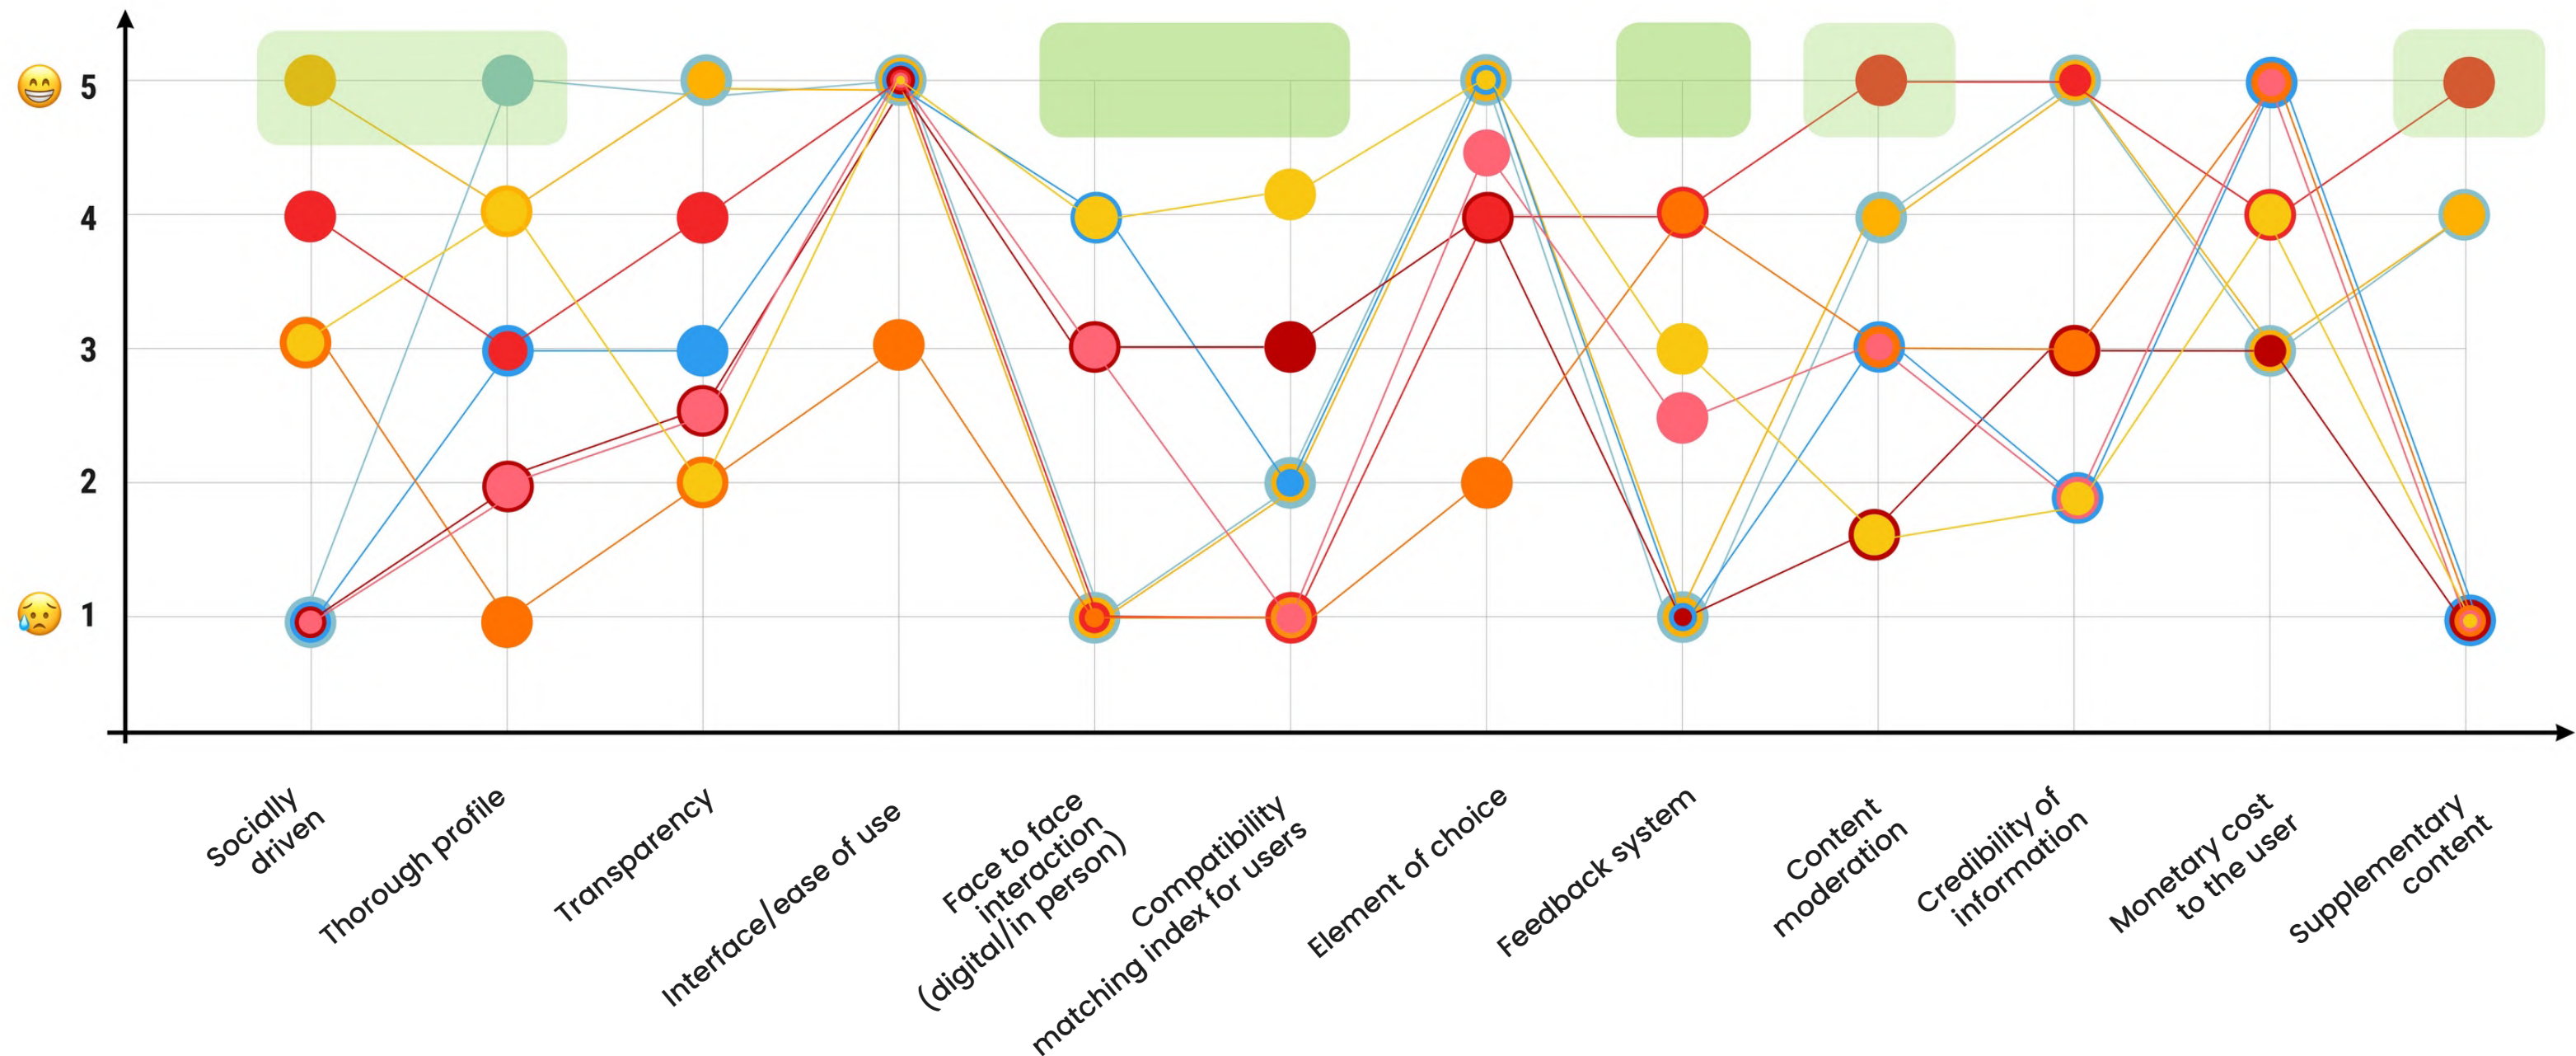 5
4
3
2
1
Socially
driven
Thorough profile
Transparency
Interface/ease of use
Face to face
interaction
(digital/in person)
Compatibility
matching index for users
Element of choice
Feedback system
Content
moderation
Credibility of
information
Monetary cost
to the user
Supplementary
content